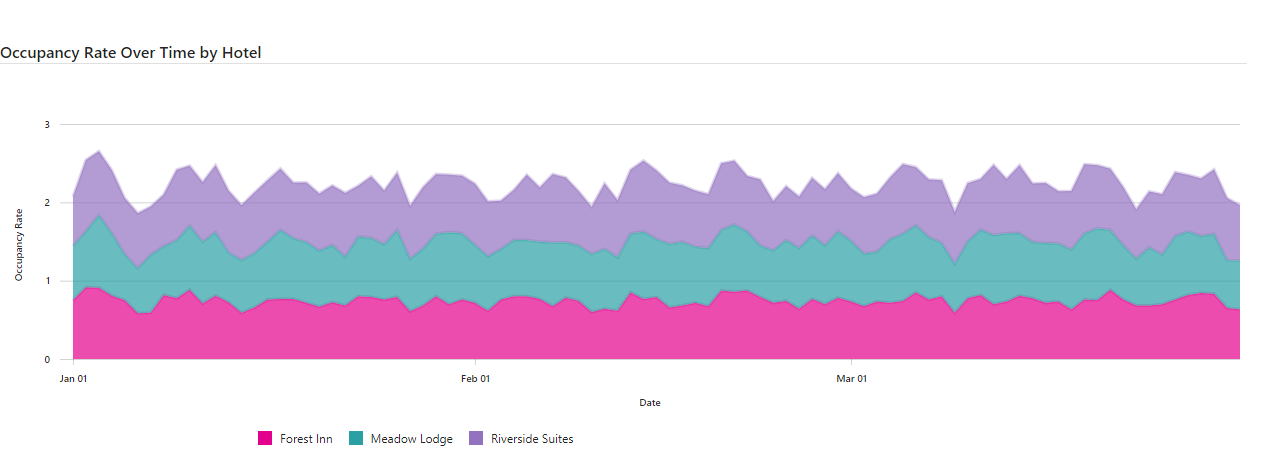 Occupancy Rate Over Time by Hotel
3
2
1
0
Occupancy Rate
Jan 01 Feb 01 Mar 01
Date
Forest Inn Meadow Lodge Riverside Suites